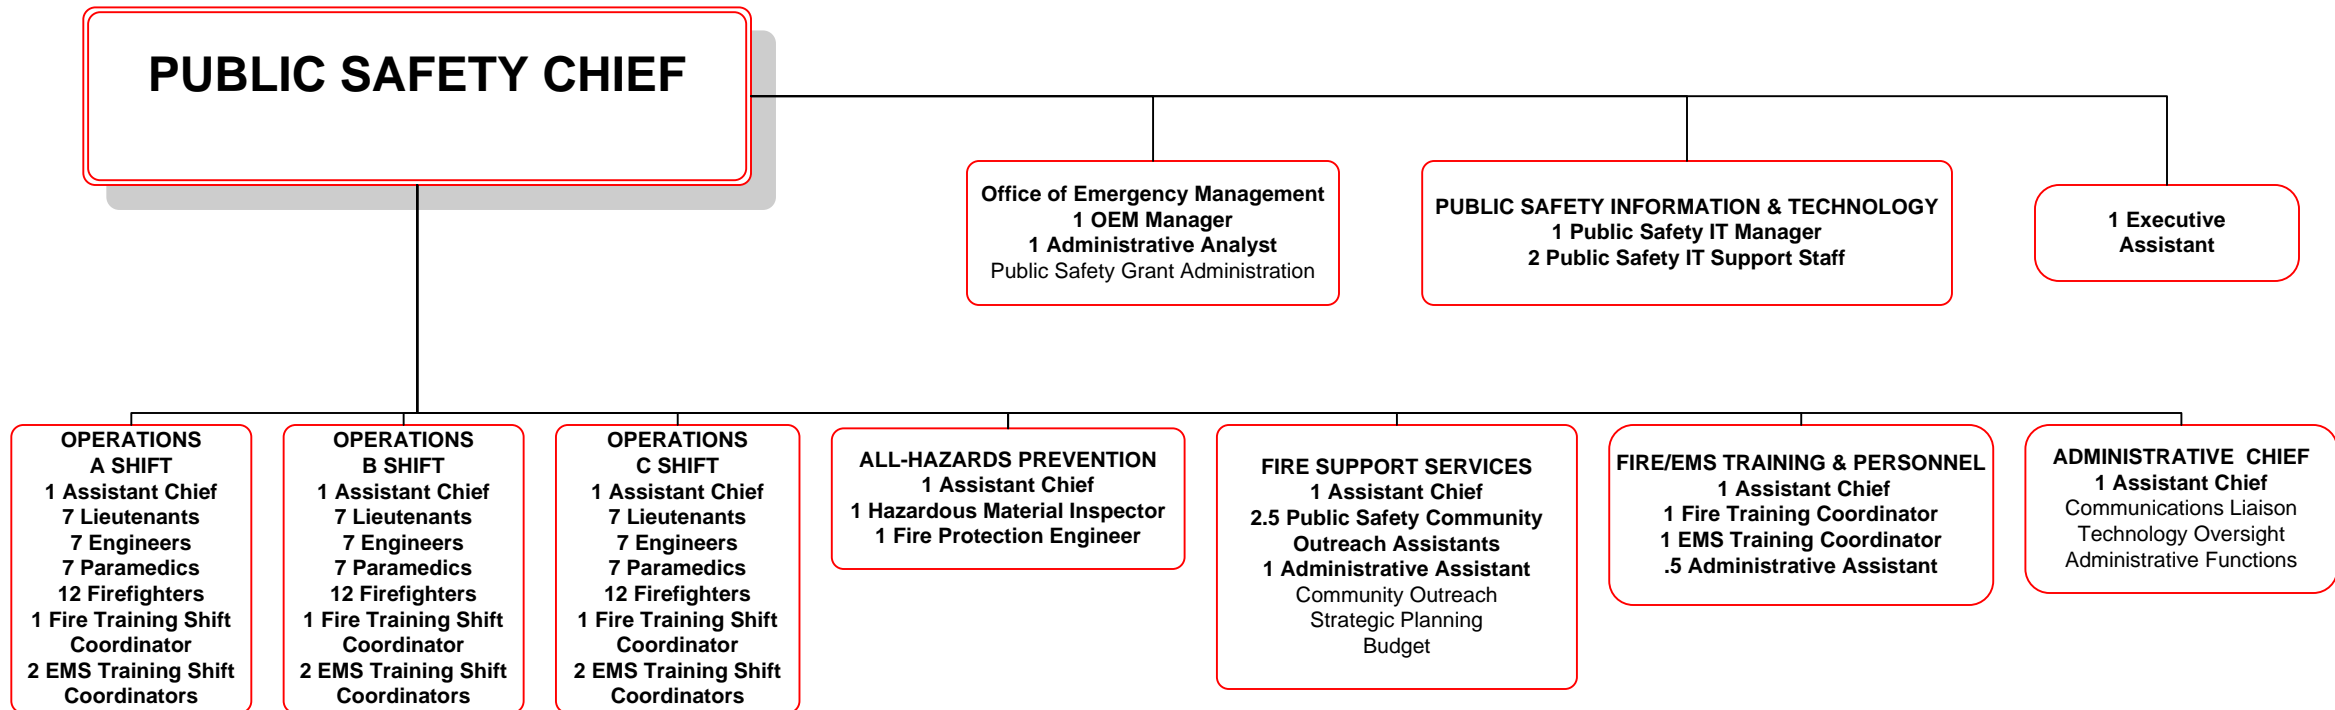 PUBLIC SAFETY CHIEF
Office of Emergency Management
1 OEM Manager
1 Administrative Analyst
Public Safety Grant Administration
PUBLIC SAFETY INFORMATION & TECHNOLOGY
1 Public Safety IT Manager
2 Public Safety IT Support Staff
1 Executive
Assistant
OPERATIONS
A SHIFT
1 Assistant Chief
7 Lieutenants
7 Engineers
7 Paramedics
12 Firefighters
1 Fire Training Shift
Coordinator
2 EMS Training Shift
Coordinators
OPERATIONS
B SHIFT
1 Assistant Chief
7 Lieutenants
7 Engineers
7 Paramedics
12 Firefighters
1 Fire Training Shift
Coordinator
2 EMS Training Shift
Coordinators
OPERATIONS
C SHIFT
1 Assistant Chief
7 Lieutenants
7 Engineers
7 Paramedics
12 Firefighters
1 Fire Training Shift
Coordinator
2 EMS Training Shift
Coordinators
ALL-HAZARDS PREVENTION
1 Assistant Chief
1 Hazardous Material Inspector
1 Fire Protection Engineer
FIRE SUPPORT SERVICES
1 Assistant Chief
2.5 Public Safety Community
Outreach Assistants
1 Administrative Assistant
Community Outreach
Strategic Planning
Budget
FIRE/EMS TRAINING & PERSONNEL
1 Assistant Chief
1 Fire Training Coordinator
1 EMS Training Coordinator
.5 Administrative Assistant
ADMINISTRATIVE CHIEF
1 Assistant Chief
Communications Liaison
Technology Oversight
Administrative Functions